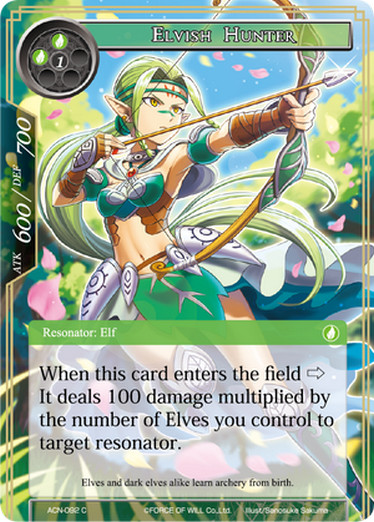 Elvish Hunter
1
ATK 600 / DEF 700
Resonator: Elf
When this card enters the field ⇨
It deals 100 damage multiplied by
the number of Elves you control to
target resonator.
Elves and dark elves alike learn archery from birth.
ACN-092 C ©FORCE OF WILL Co.,Ltd. Illust/Sanosuke Sakuma